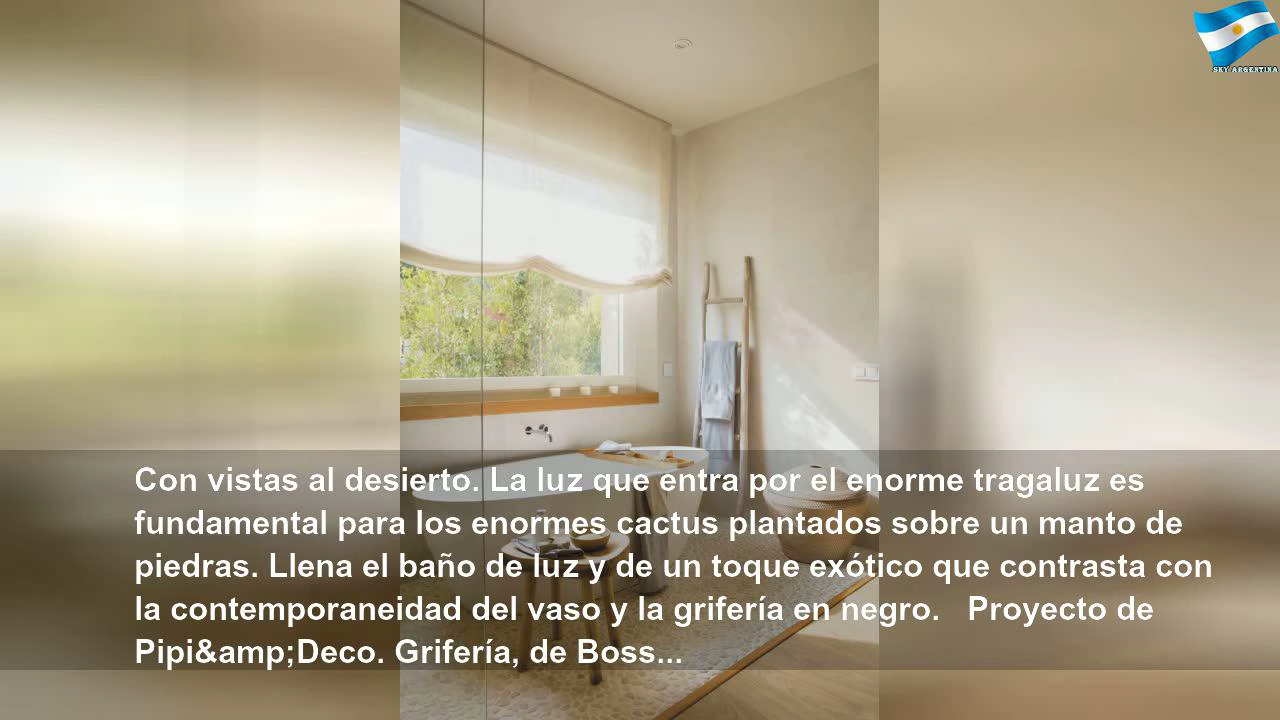 SKY ARGENTINA
Con vistas al desierto. La luz que entra por el enorme tragaluz es
fundamental para los enormes cactus plantados sobre un manto de
piedras. Llena el baño de luz y de un toque exótico que contrasta con
la contemporaneidad del vaso y la grifería en negro.   Proyecto de
Pipi&amp;Deco. Grifería, de Boss...